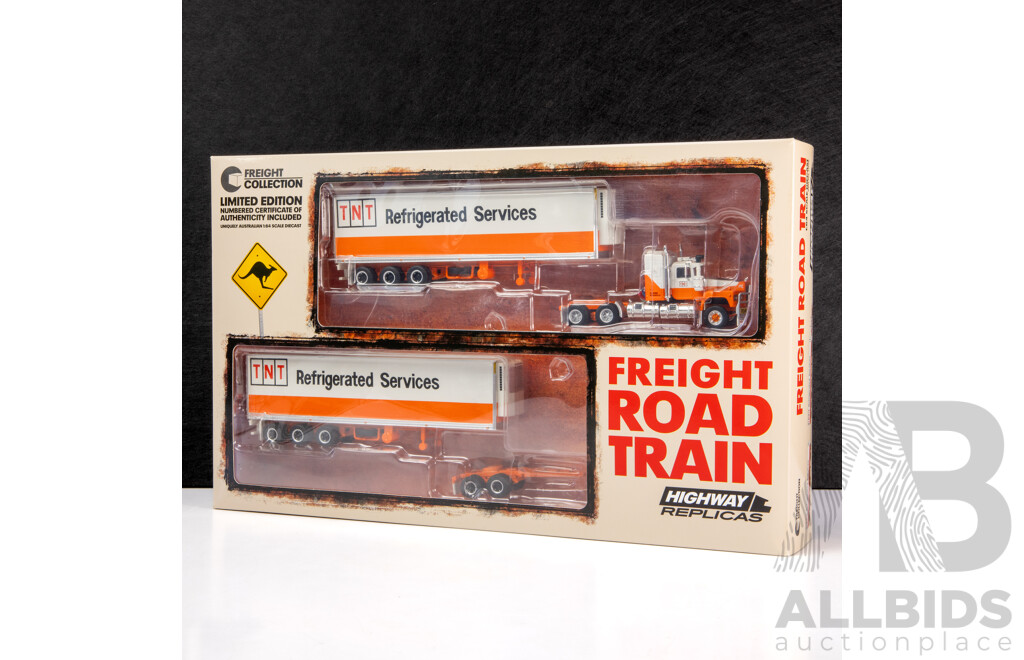 FREIGHT
COLLECTION
LIMITED EDITION
NUMBERED CERTIFICATE OF
AUTHENTICITY INCLUDED
UNIQUELY AUSTRALIAN 1:64 SCALE DIECAST
TNT Refrigerated Services
TNT Refrigerated Services
FREIGHT
ROAD
TRAIN
HIGHWAY
REPLICAS
FREIGHT ROAD TRAIN
AB
ALLBIDS
auctionplace